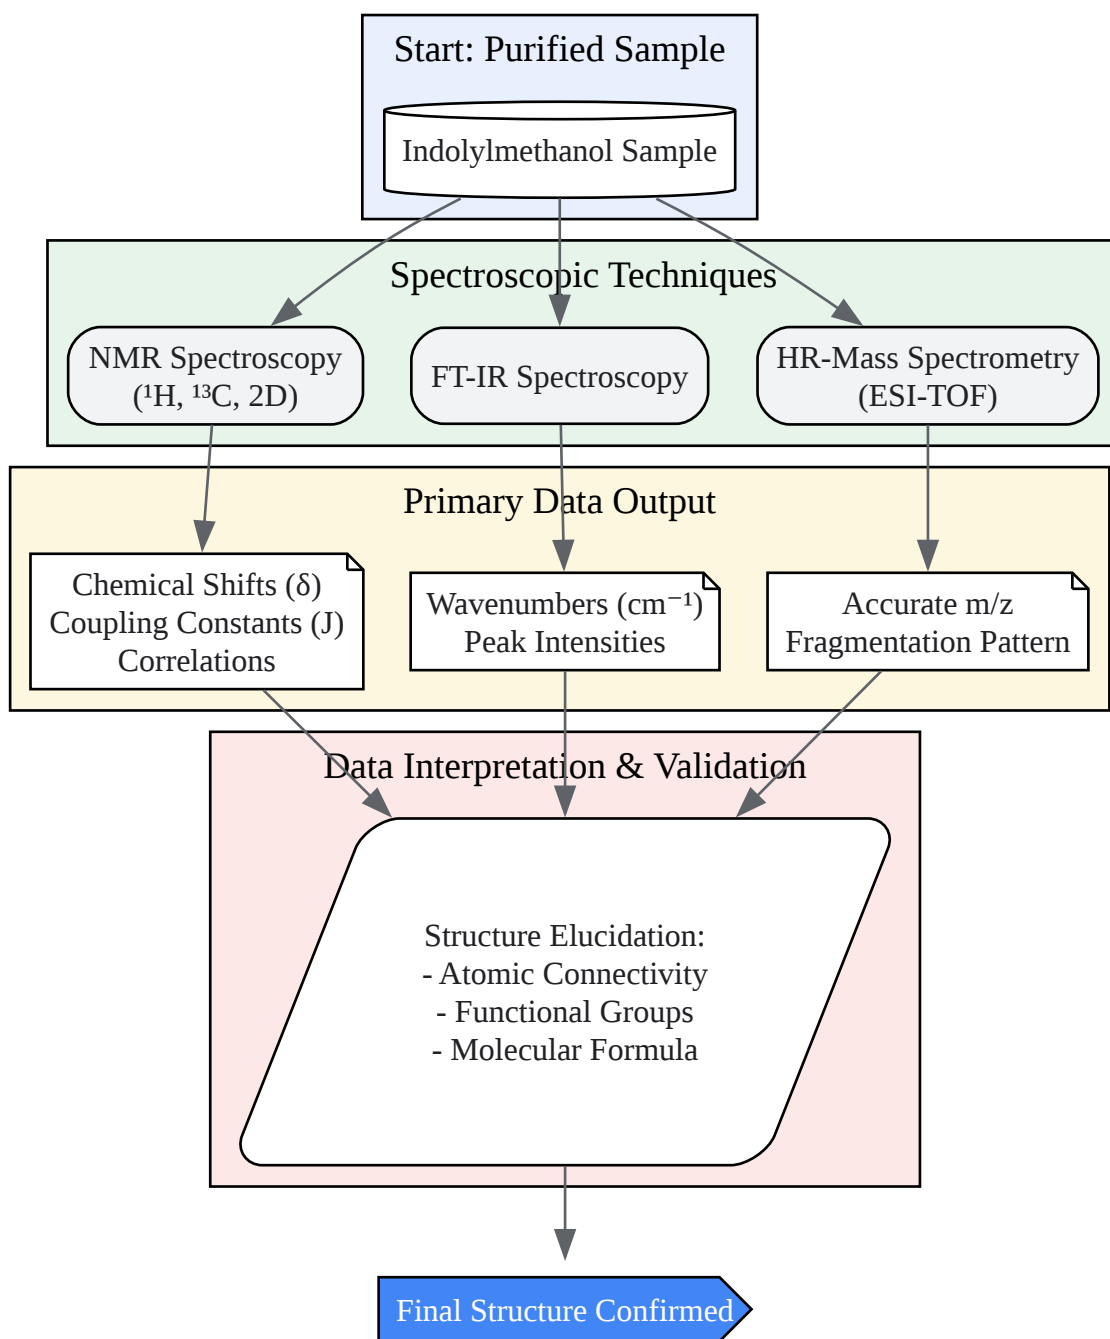 Start: Purified Sample
Indolylmethanol Sample
Spectroscopic Techniques
NMR Spectroscopy
(¹H, ¹³C, 2D)
FT-IR Spectroscopy
HR-Mass Spectrometry
(ESI-TOF)
Primary Data Output
Chemical Shifts (δ)
Coupling Constants (J)
Correlations
Wavenumbers (cm⁻¹)
Peak Intensities
Accurate m/z
Fragmentation Pattern
Data Interpretation & Validation
Structure Elucidation:
- Atomic Connectivity
- Functional Groups
- Molecular Formula
Final Structure Confirmed